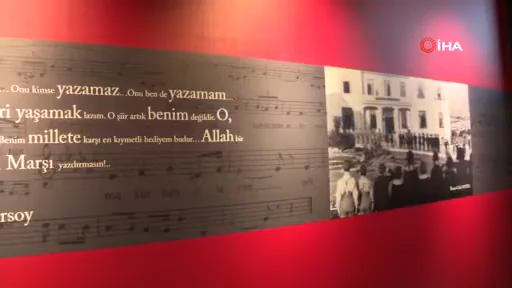 ... Onu kimse yazamaz... Onu ben de yazamam...
ri yaşamak lazım. O şiir artık benim değildir. O,
Benim millete karşı en kıymetli hediyem budur... Allah bir
Marşı yazdırmasın!..
rsoy
İHA